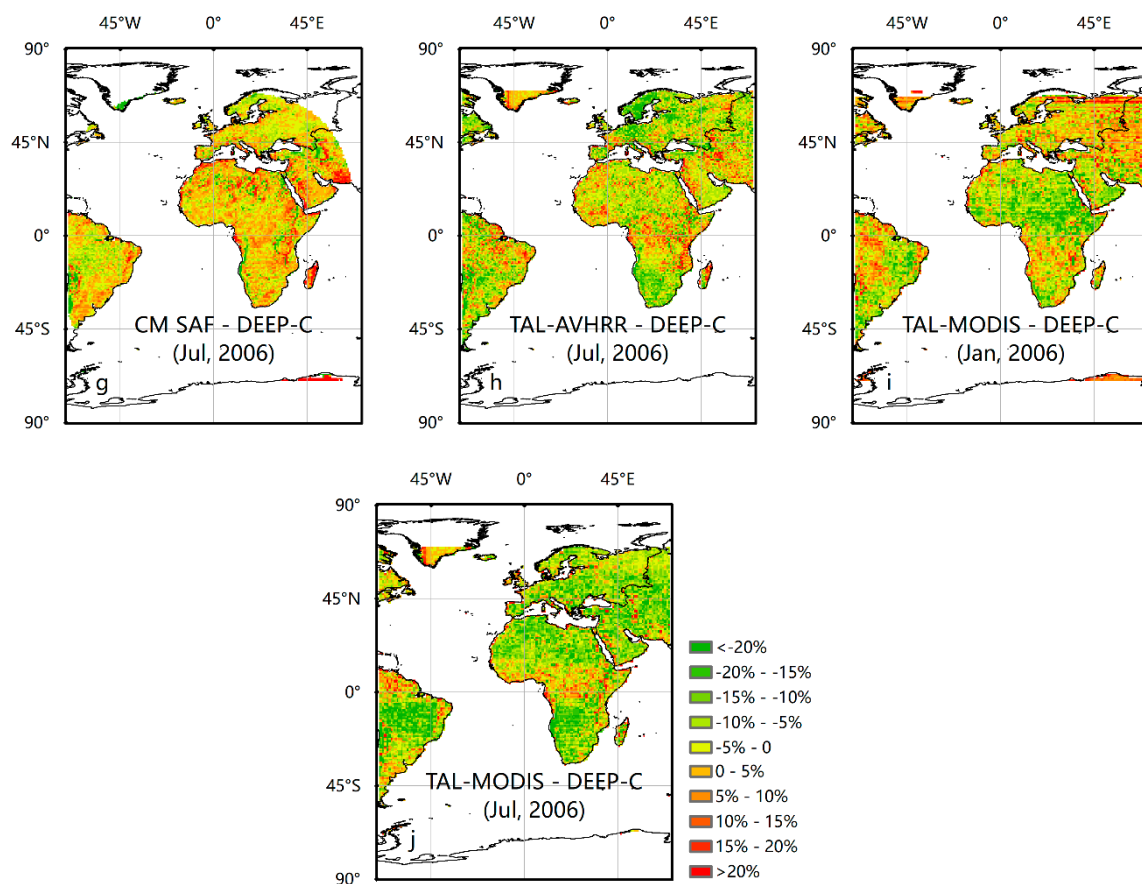 45°W 0° 45°E 45°W 0° 45°E 45°W 0° 45°E
90° 90° 90°
45°N 45°N 45°N
0° 0° 0°
45°S 45°S 45°S
90° 90° 90°
CM SAF - DEEP-C
(Jul, 2006)
g
TAL-AVHRR - DEEP-C
(Jul, 2006)
h
TAL-MODIS - DEEP-C
(Jan, 2006)
i
45°W 0° 45°E
90°
45°N
0°
45°S
90°
TAL-MODIS - DEEP-C
(Jul, 2006)
j
<-20%
-20% - -15%
-15% - -10%
-10% - -5%
-5% - 0
0 - 5%
5% - 10%
10% - 15%
15% - 20%
>20%